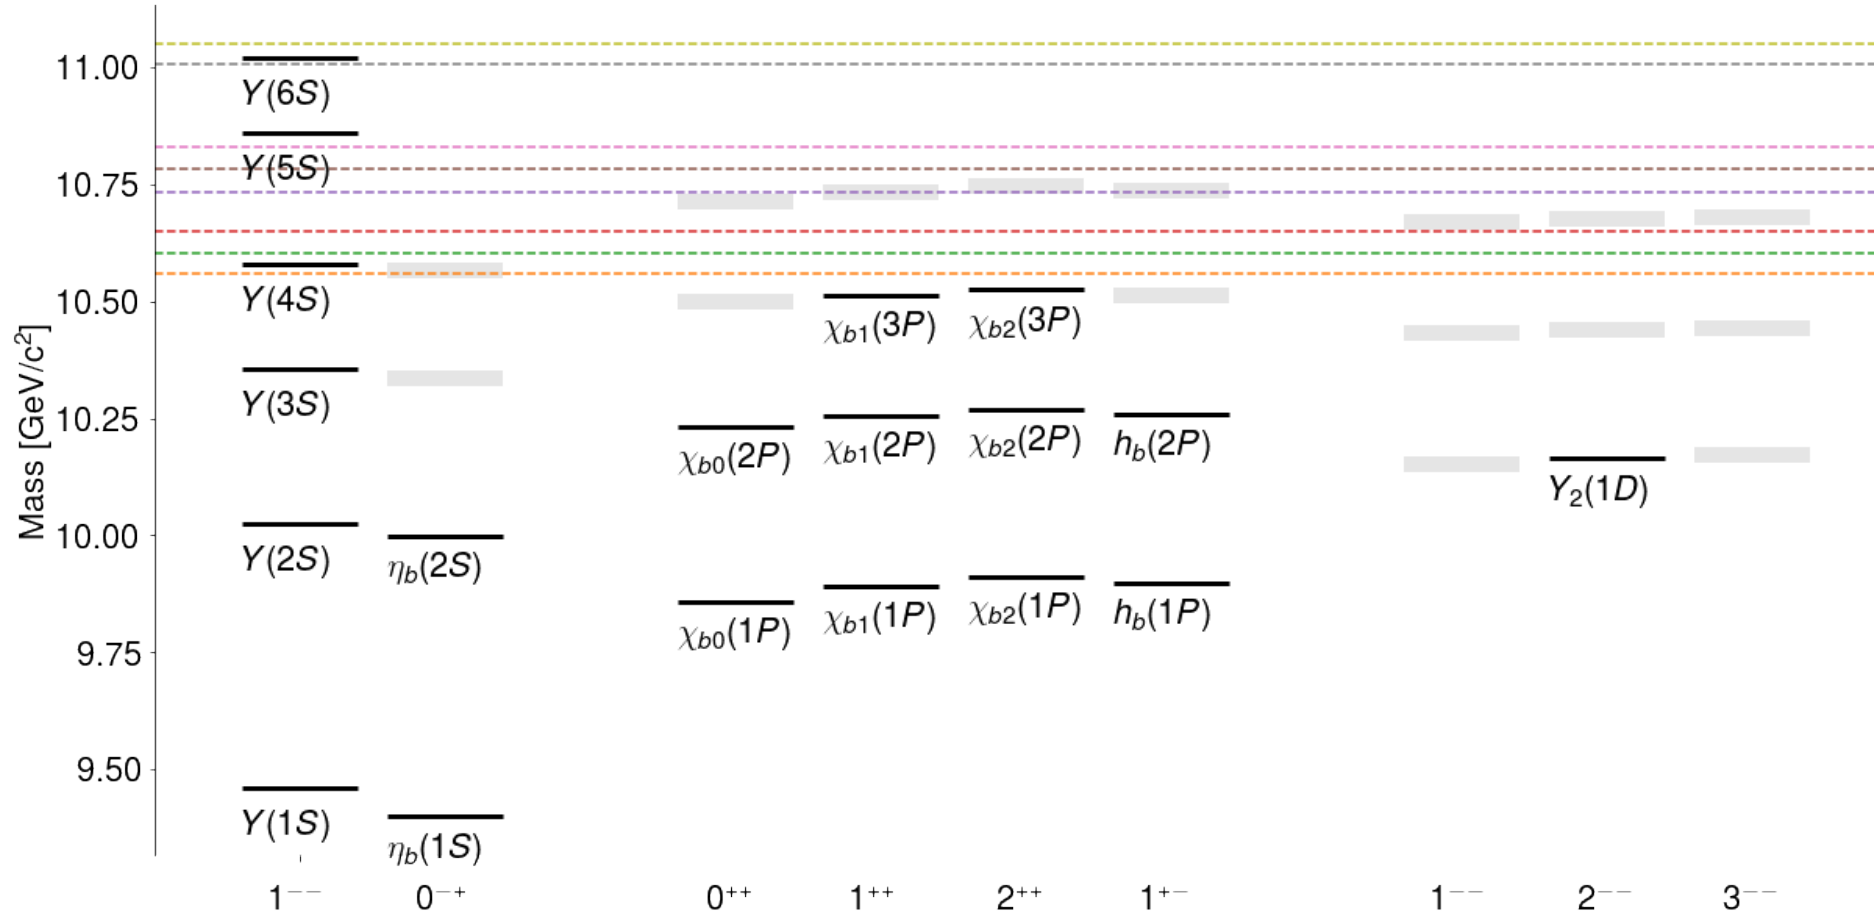 11.00
Y(6S)
Y(5S)
10.75
10.50
Y(4S)
χb1(3P)
χb2(3P)
Mass [GeV/c²]
Y(3S)
10.25
χb0(2P)
χb1(2P)
χb2(2P)
hb(2P)
Y₂(1D)
10.00
Y(2S)
ηb(2S)
χb0(1P)
χb1(1P)
χb2(1P)
hb(1P)
9.75
9.50
Y(1S)
ηb(1S)
1⁻⁻ 0⁻⁺ 0⁺⁺ 1⁺⁺ 2⁺⁺ 1⁺⁻ 1⁻⁻ 2⁻⁻ 3⁻⁻